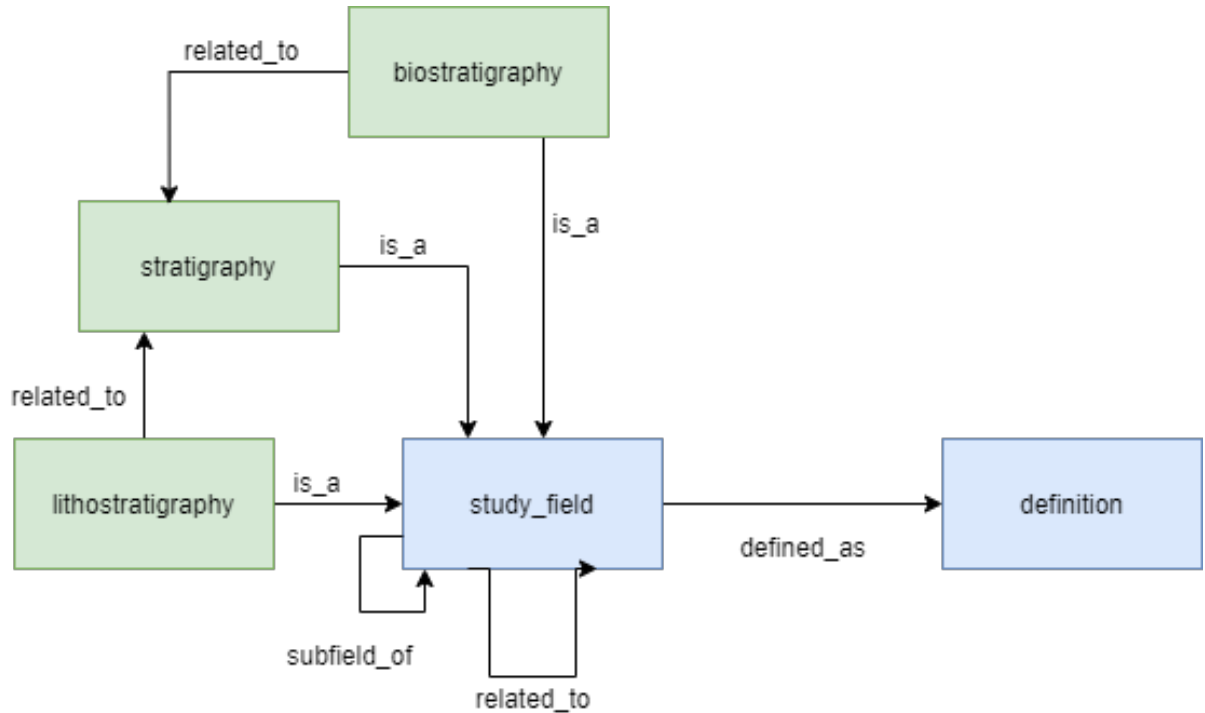 related_to
biostratigraphy
is_a
stratigraphy
is_a
related_to
lithostratigraphy
is_a
study_field
definition
defined_as
subfield_of
related_to